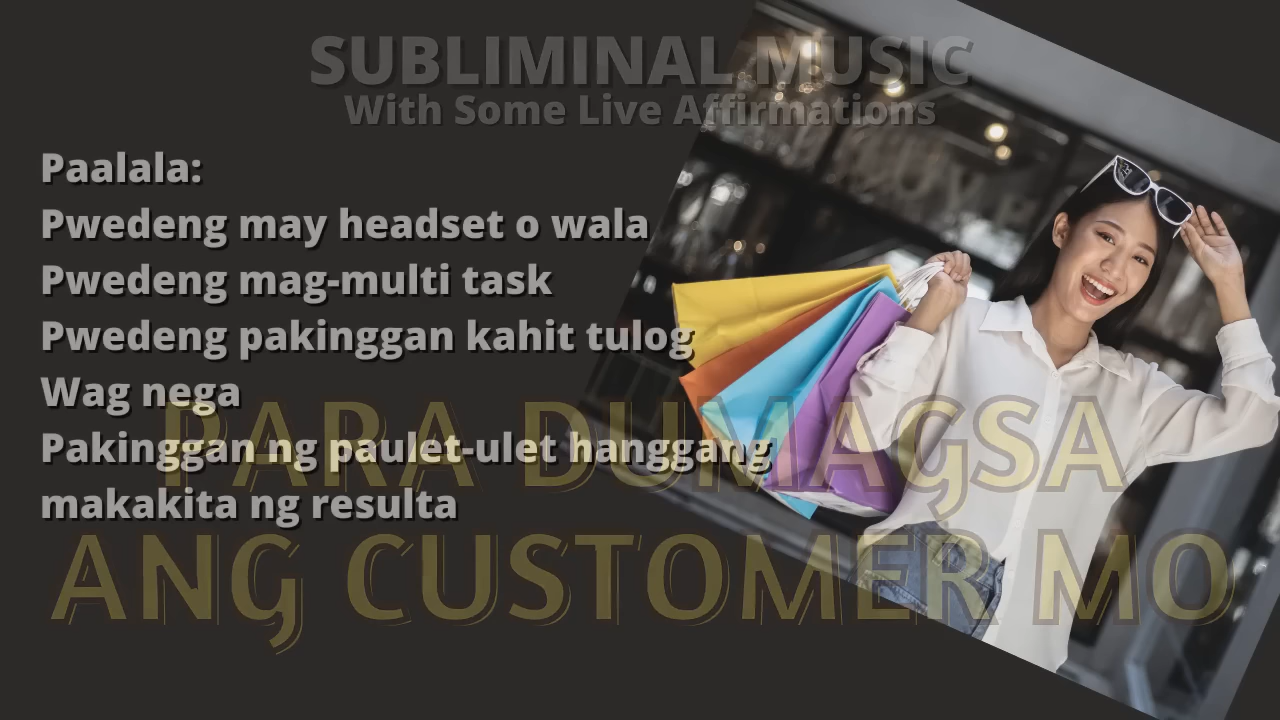 SUBLIMINAL MUSIC
With Some Live Affirmations
Paalala:
Pwedeng may headset o wala
Pwedeng mag-multi task
Pwedeng pakinggan kahit tulog
Wag nega
Pakinggan ng paulet-ulet hanggang
makakita ng resulta
PARA DUMAGSA
ANG CUSTOMER MO